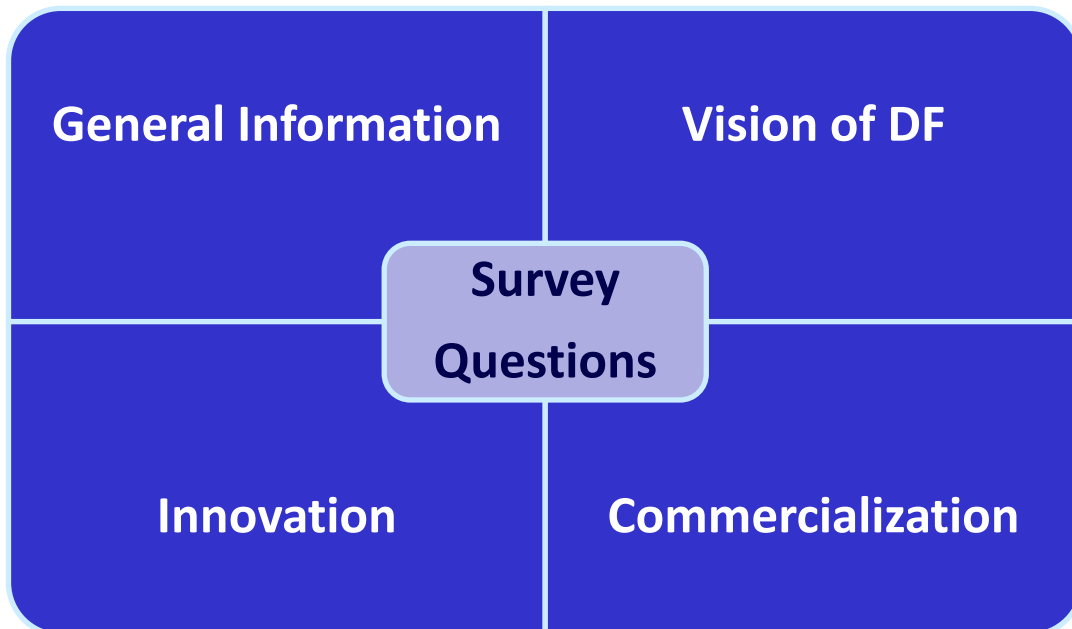 General Information
Vision of DF
Survey
Questions
Innovation
Commercialization